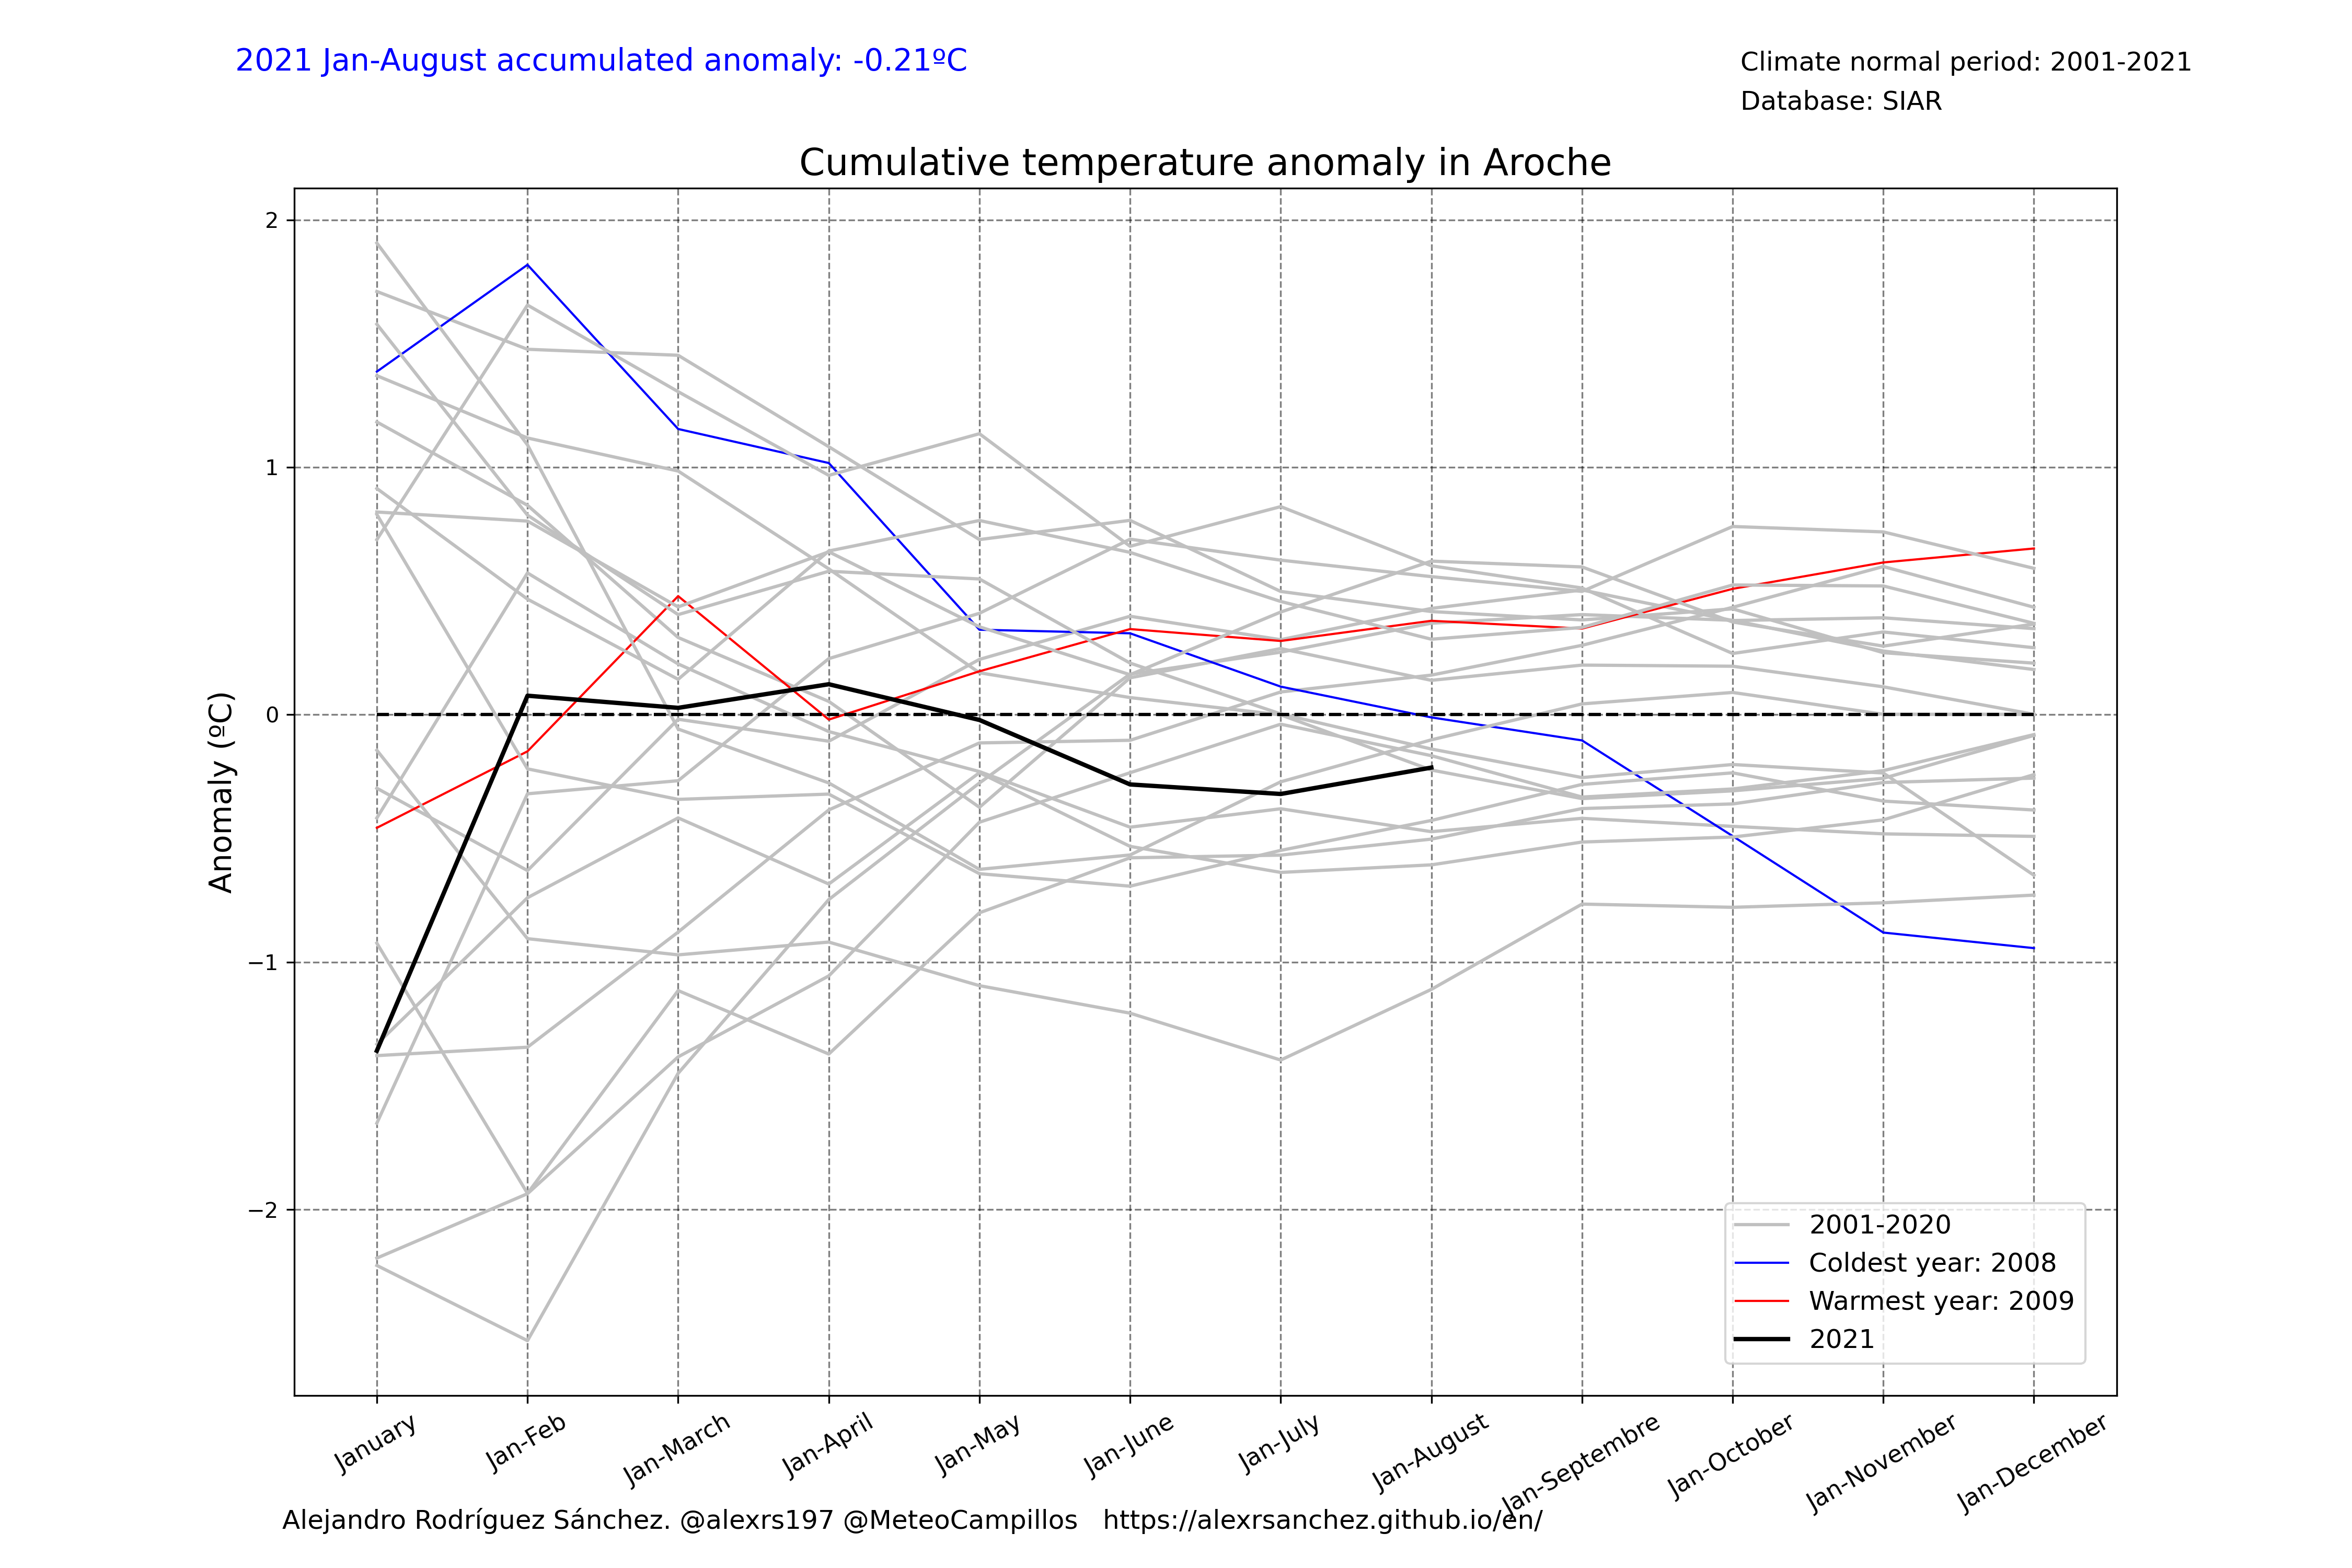 2021 Jan-August accumulated anomaly: -0.21ºC
Climate normal period: 2001-2021
Database: SIAR
Cumulative temperature anomaly in Aroche
Anomaly (ºC)
2
1
0
−1
−2
2001-2020
Coldest year: 2008
Warmest year: 2009
2021
January
Jan-Feb
Jan-March
Jan-April
Jan-May
Jan-June
Jan-July
Jan-August
Jan-Septembre
Jan-October
Jan-November
Jan-December
Alejandro Rodríguez Sánchez. @alexrs197 @MeteoCampillos https://alexrsanchez.github.io/en/